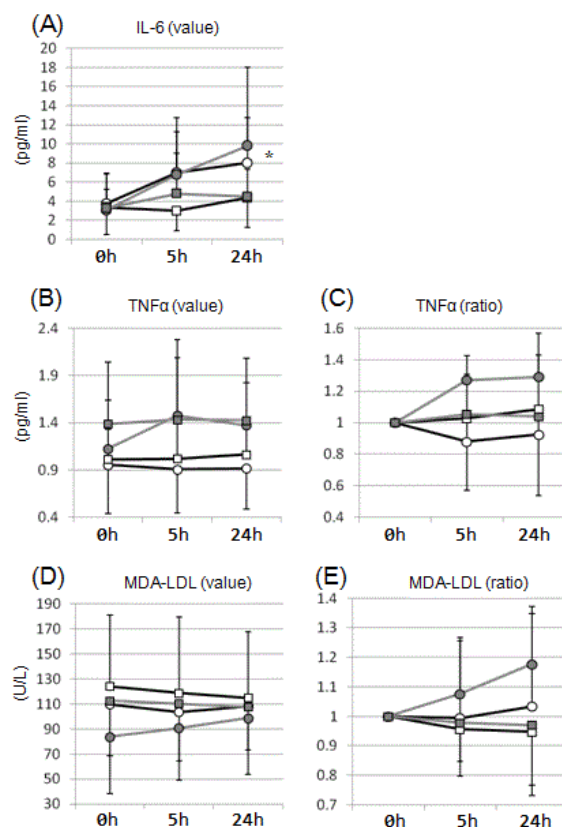 (A)
IL-6 (value)
(pg/ml)
20
18
16
14
12
10
8
6
4
2
0
*
0h 5h 24h
(B)
TNFα (value)
(pg/ml)
2.4
1.9
1.4
0.9
0.4
0h 5h 24h
(C)
TNFα (ratio)
1.6
1.4
1.2
1
0.8
0.6
0.4
0h 5h 24h
(D)
MDA-LDL (value)
(U/L)
190
170
150
130
110
90
70
50
30
0h 5h 24h
(E)
MDA-LDL (ratio)
1.4
1.3
1.2
1.1
1
0.9
0.8
0.7
0h 5h 24h